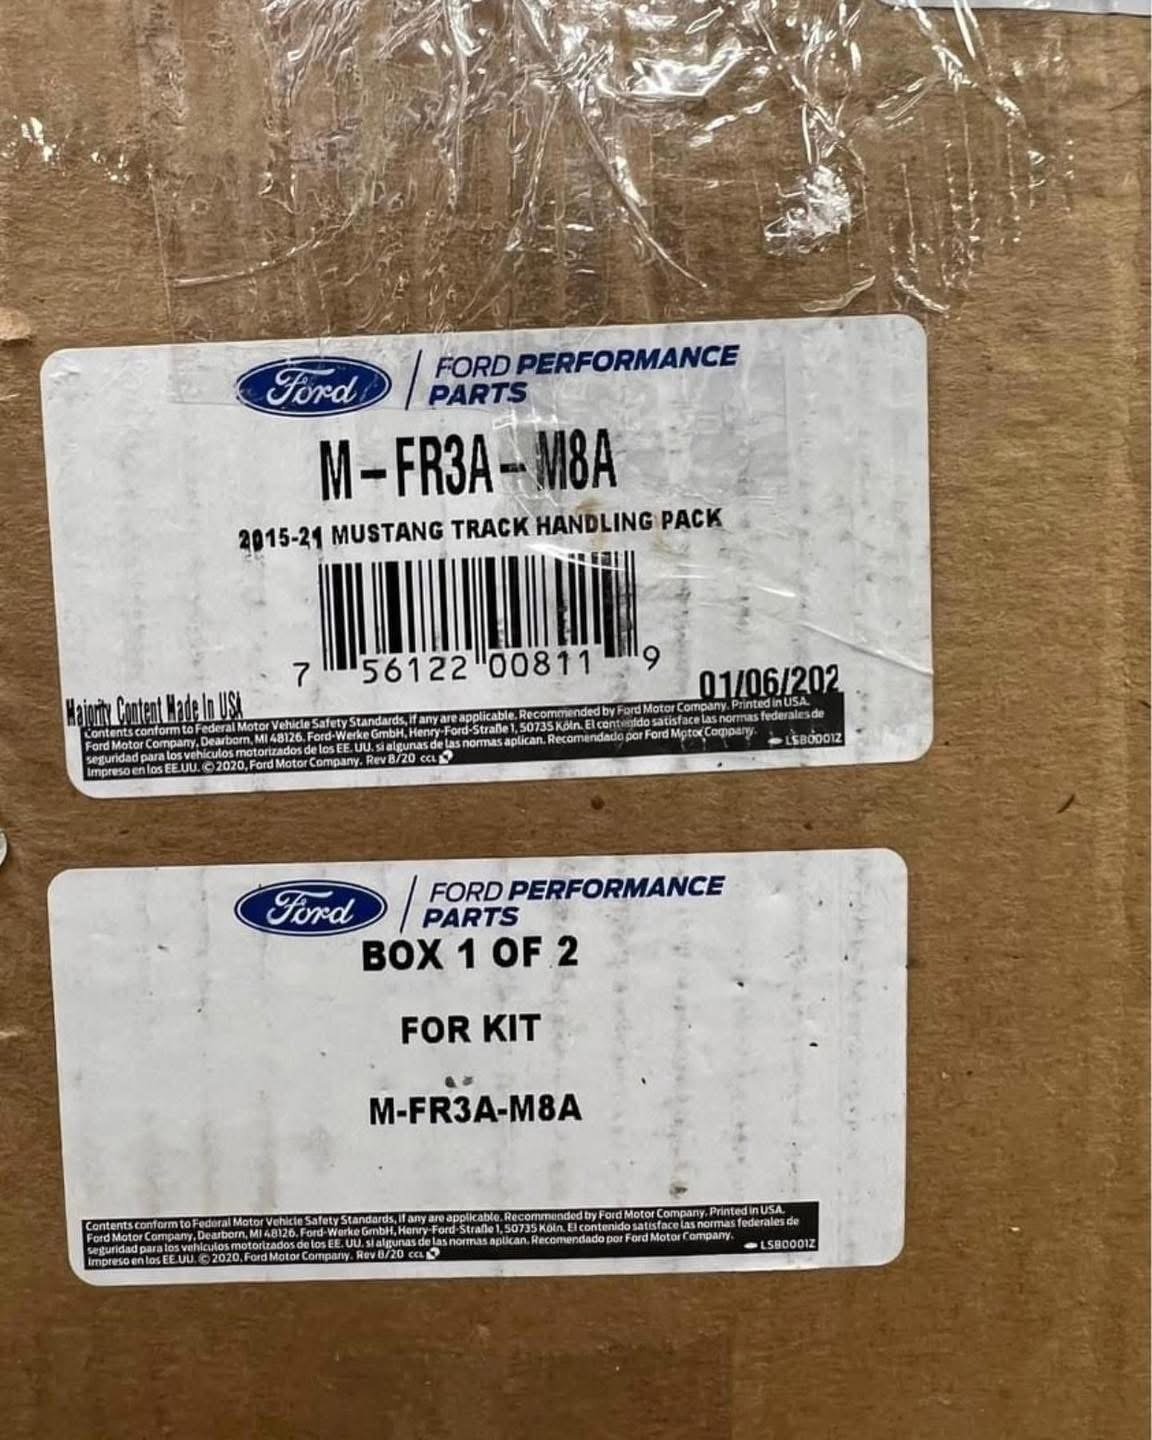 Ford
FORD PERFORMANCE
PARTS
M-FR3A-M8A
2015-21 MUSTANG TRACK HANDLING PACK
7 56122 00811 9
01/06/202
Majority Content Made In USA
Contents conform to Federal Motor Vehicle Safety Standards, if any are applicable. Recommended by Ford Motor Company. Printed in USA.
Ford Motor Company, Dearborn, MI 48126. Ford-Werke GmbH, Henry-Ford-Straße 1, 50735 Köln. El contenido satisface las normas federales de
seguridad para los vehículos motorizados de los EE. UU. si algunas de las normas aplican. Recomendado por Ford Motor Company.
Impreso en los EE.UU. © 2020, Ford Motor Company. Rev 8/20 CCL
LSB0001Z
Ford
FORD PERFORMANCE
PARTS
BOX 1 OF 2
FOR KIT
M-FR3A-M8A
Contents conform to Federal Motor Vehicle Safety Standards, if any are applicable. Recommended by Ford Motor Company. Printed in USA.
Ford Motor Company, Dearborn, MI 48126. Ford-Werke GmbH, Henry-Ford-Straße 1, 50735 Köln. El contenido satisface las normas federales de
seguridad para los vehículos motorizados de los EE. UU. si algunas de las normas aplican. Recomendado por Ford Motor Company.
Impreso en los EE.UU. © 2020, Ford Motor Company. Rev 8/20 CCL
LSB0001Z